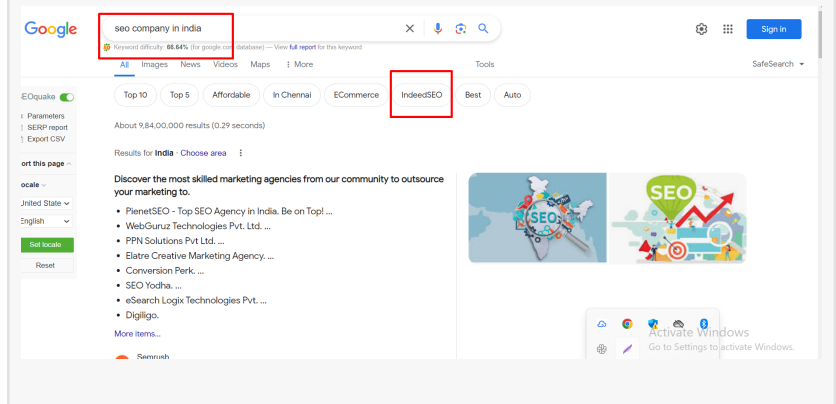 Google
seo company in india
Sign in
Keyword difficulty: 66.64% (for google.com database) — View full report for this keyword
All Images News Videos Maps More Tools SafeSearch
EOquake
Top 10 Top 5 Affordable In Chennai ECommerce IndeedSEO Best Auto
Parameters
SERP report
Export CSV
About 9,84,00,000 results (0.29 seconds)
Results for India · Choose area
ort this page
Discover the most skilled marketing agencies from our community to outsource
your marketing to.
ocale
United State
English
Set locale
Reset
• PienetSEO - Top SEO Agency in India. Be on Top! ...
• WebGuruz Technologies Pvt. Ltd. ...
• PPN Solutions Pvt Ltd. ...
• Elatre Creative Marketing Agency. ...
• Conversion Perk. ...
• SEO Yodha. ...
• eSearch Logix Technologies Pvt. ...
• Digiligo.
More items...
Semrush
SEO
SEO
Activate Windows
Go to Settings to activate Windows.